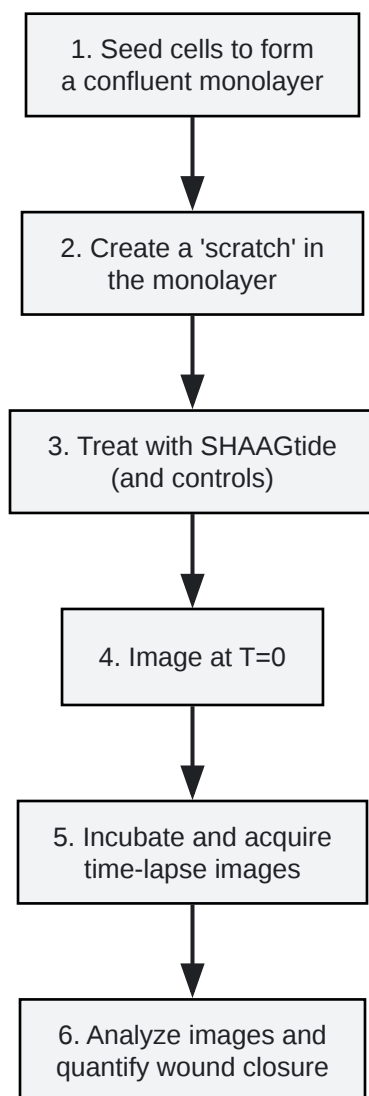 1. Seed cells to form
a confluent monolayer
2. Create a 'scratch' in
the monolayer
3. Treat with SHAAGtide
(and controls)
4. Image at T=0
5. Incubate and acquire
time-lapse images
6. Analyze images and
quantify wound closure